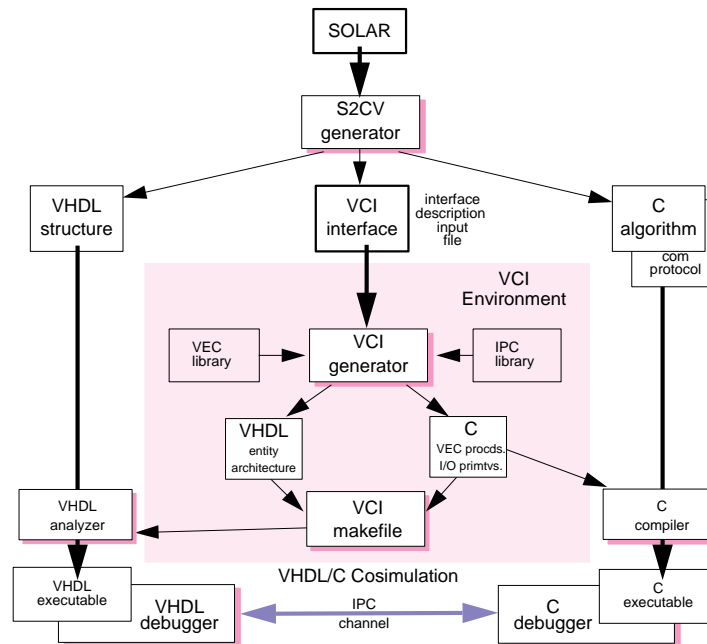 SOLAR
S2CV
generator
VHDL
structure
VCI
interface
interface
description
input
file
C
algorithm
com
protocol
VCI
Environment
VEC
library
VCI
generator
IPC
library
VHDL
entity
architecture
C
VEC procds.
I/O primtvs.
VHDL
analyzer
VCI
makefile
C
compiler
VHDL/C Cosimulation
VHDL
executable
VHDL
debugger
IPC
channel
C
debugger
C
executable